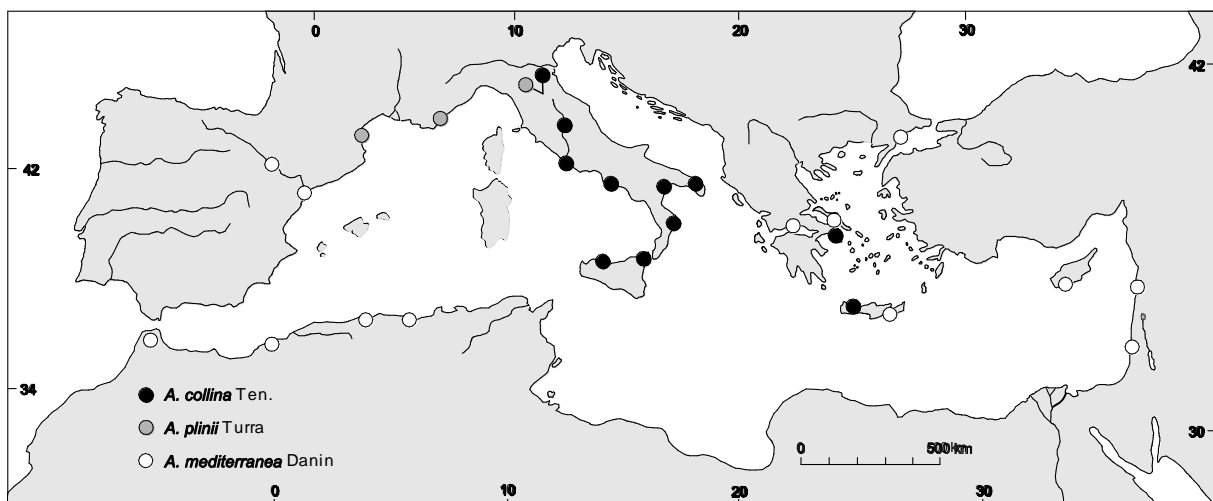 0 10 20 30
42
42
34
A. collina Ten.
A. plinii Turra
30
A. mediterranea Danin
0 500 km
0 10 20 30